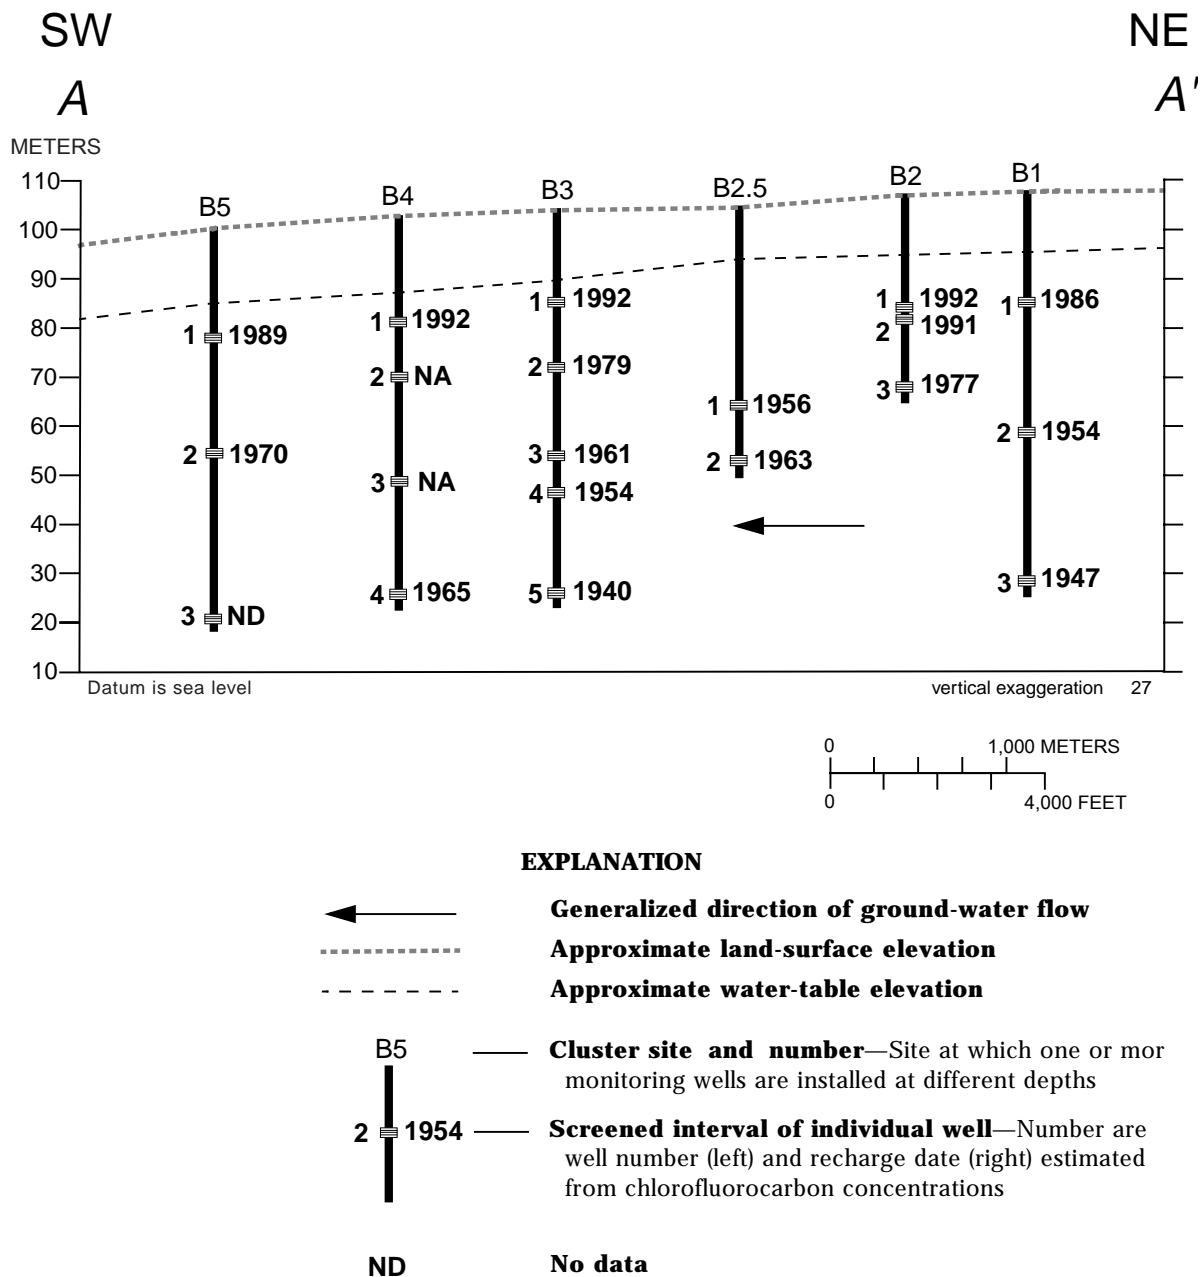 SW
NE
A
A'
METERS
B5
B4
B3
B2.5
B2
B1
110
100
90
80
70
60
50
40
30
20
10
1 1989
2 1970
3 ND
1 1992
2 NA
3 NA
4 1965
1 1992
2 1979
3 1961
4 1954
5 1940
1 1956
2 1963
1 1992
2 1991
3 1977
1 1986
2 1954
3 1947
Datum is sea level
vertical exaggeration 27
0 1,000 METERS
0 4,000 FEET
EXPLANATION
Generalized direction of ground-water flow
Approximate land-surface elevation
Approximate water-table elevation
B5
Cluster site and number—Site at which one or mor
monitoring wells are installed at different depths
2 1954
Screened interval of individual well—Number are
well number (left) and recharge date (right) estimated
from chlorofluorocarbon concentrations
ND No data